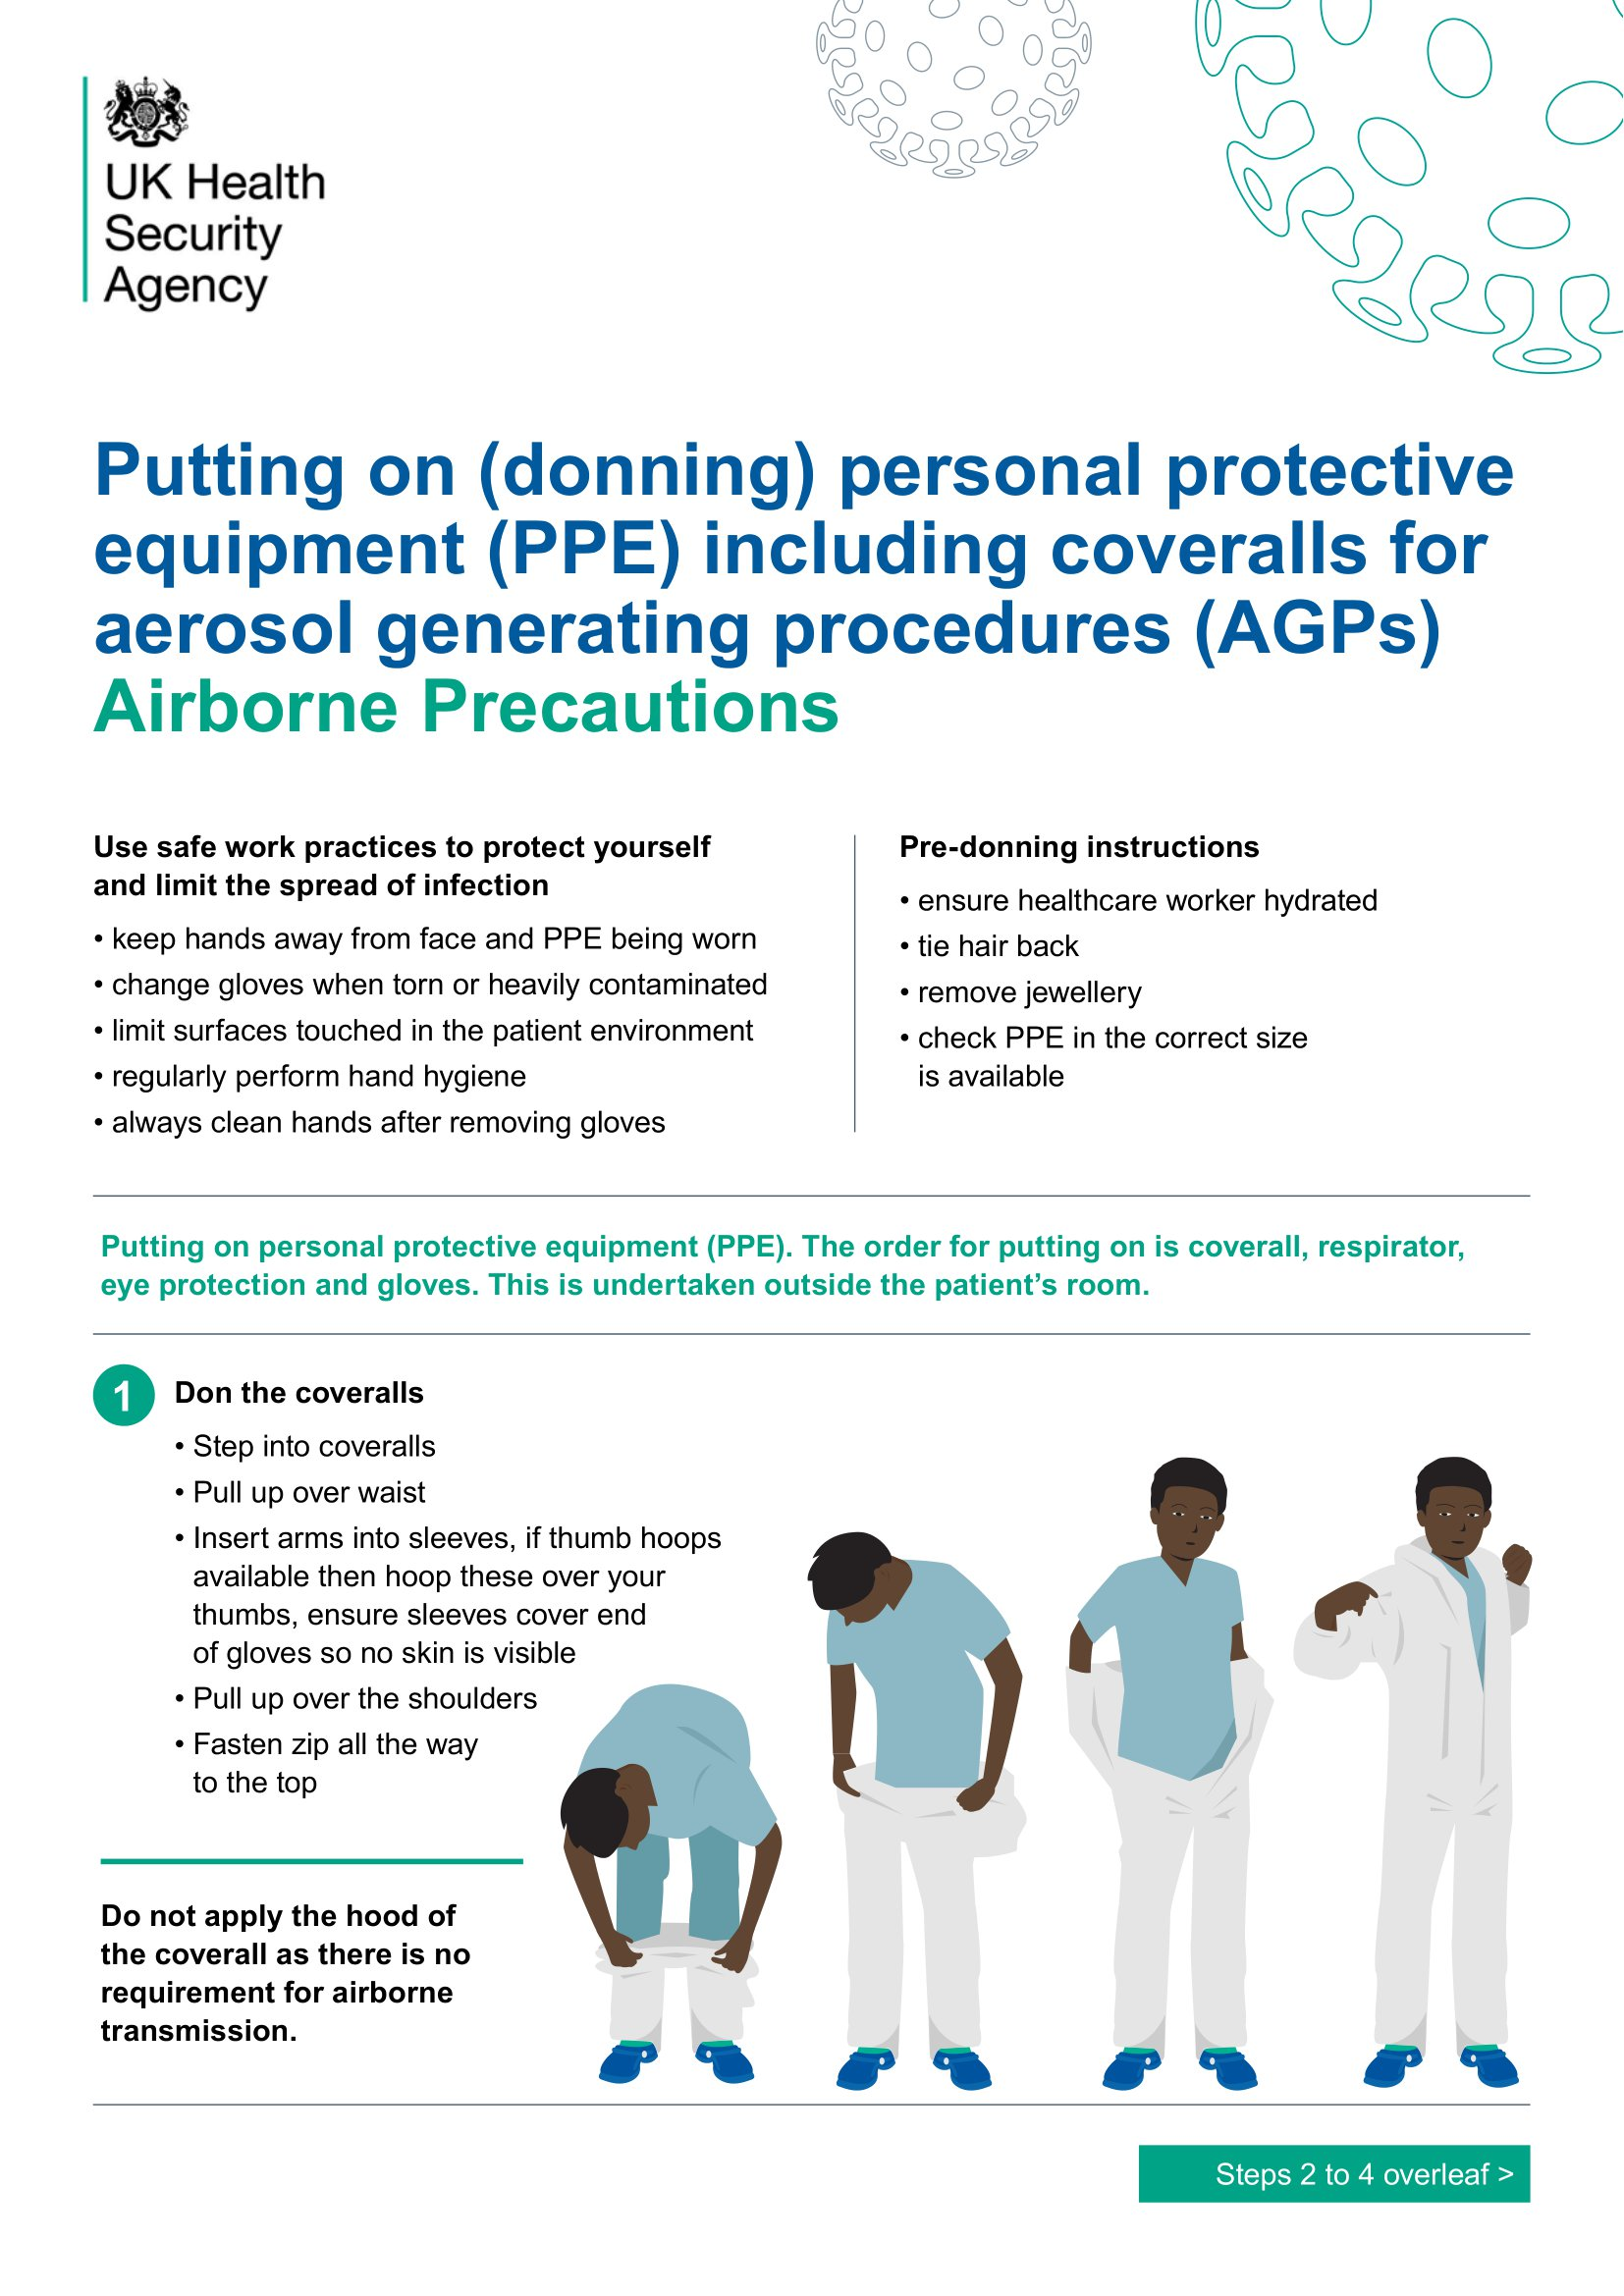 UK Health
Security
Agency
Putting on (donning) personal protective
equipment (PPE) including coveralls for
aerosol generating procedures (AGPs)
Airborne Precautions
Use safe work practices to protect yourself
and limit the spread of infection
• keep hands away from face and PPE being worn
• change gloves when torn or heavily contaminated
• limit surfaces touched in the patient environment
• regularly perform hand hygiene
• always clean hands after removing gloves
Pre-donning instructions
• ensure healthcare worker hydrated
• tie hair back
• remove jewellery
• check PPE in the correct size
is available
Putting on personal protective equipment (PPE). The order for putting on is coverall, respirator,
eye protection and gloves. This is undertaken outside the patient’s room.
1 Don the coveralls
• Step into coveralls
• Pull up over waist
• Insert arms into sleeves, if thumb hoops
available then hoop these over your
thumbs, ensure sleeves cover end
of gloves so no skin is visible
• Pull up over the shoulders
• Fasten zip all the way
to the top
Do not apply the hood of
the coverall as there is no
requirement for airborne
transmission.
Steps 2 to 4 overleaf >